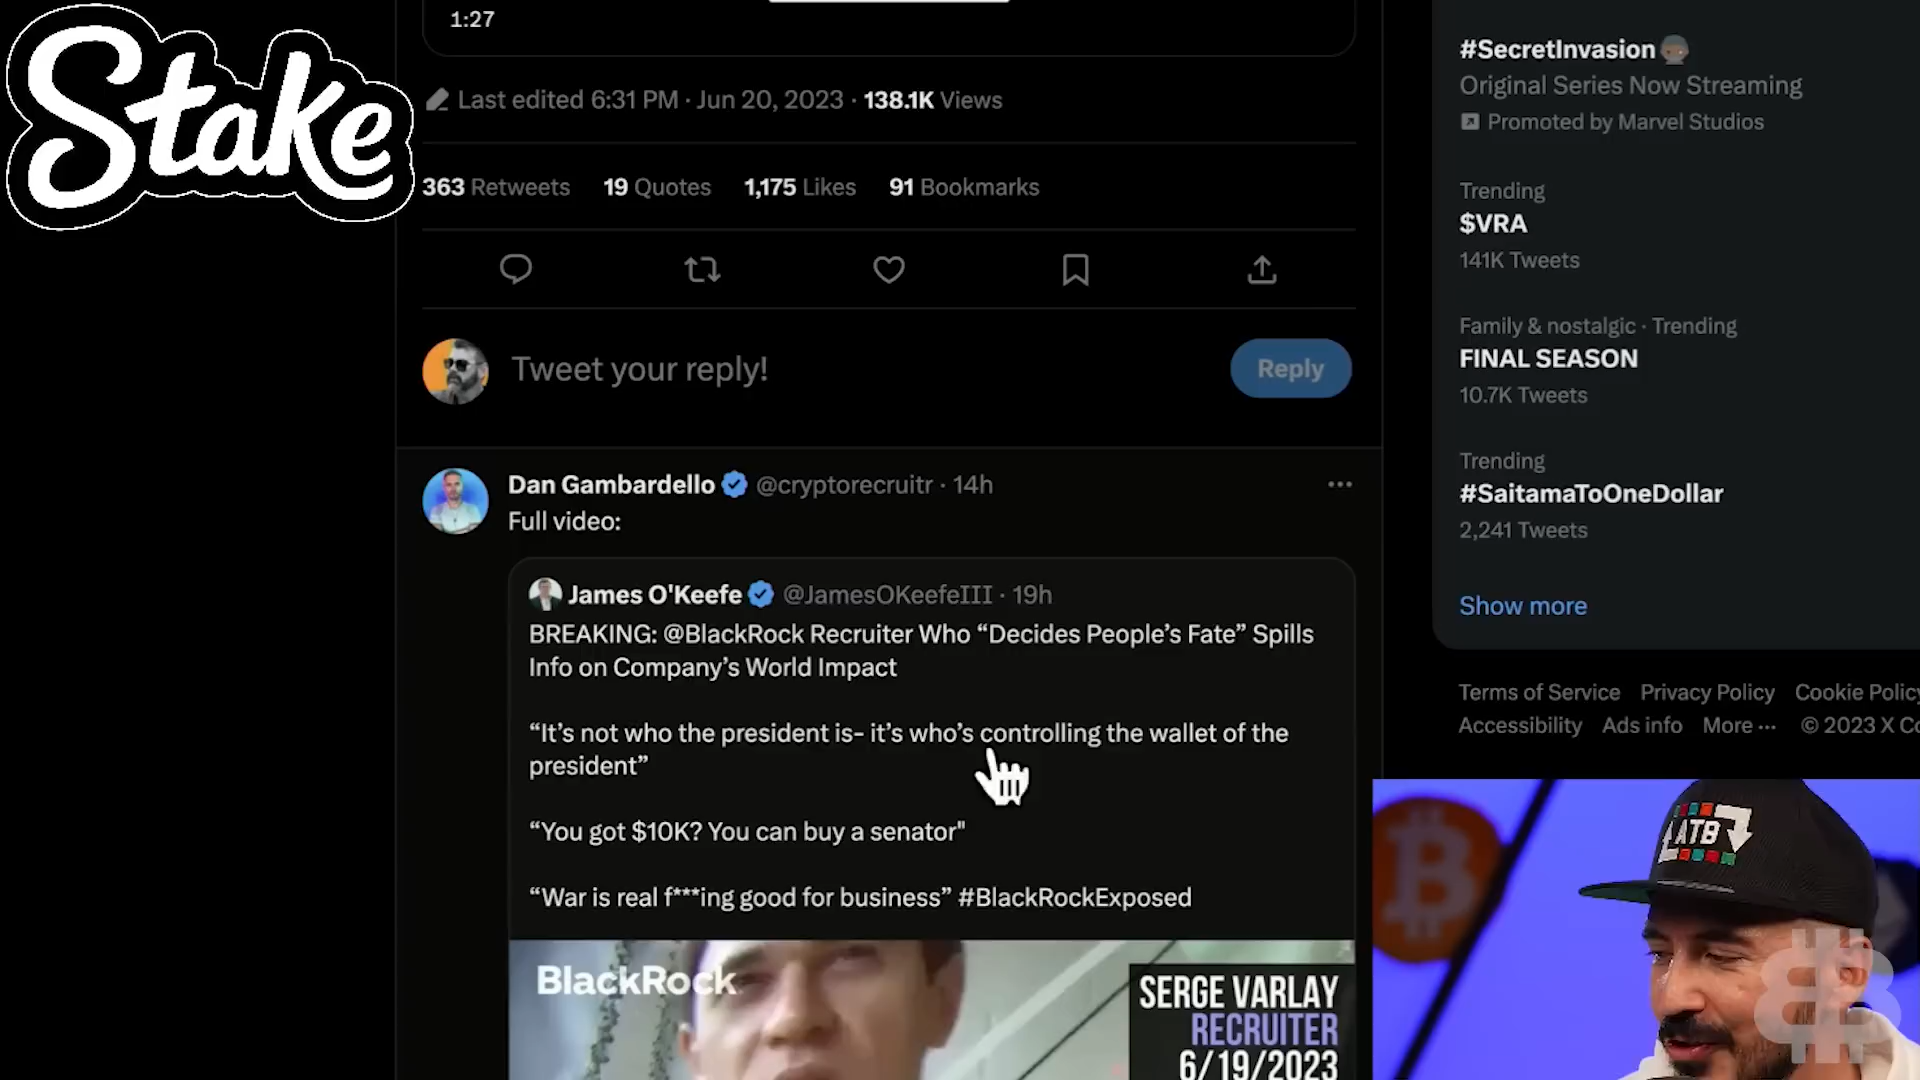 Stake
1:27
Last edited 6:31 PM · Jun 20, 2023 · 138.1K Views
363 Retweets 19 Quotes 1,175 Likes 91 Bookmarks
Tweet your reply!
Reply
Dan Gambardello @cryptorecruitr · 14h
Full video:
James O'Keefe @JamesOKeefeIII · 19h
BREAKING: @BlackRock Recruiter Who “Decides People’s Fate” Spills
Info on Company’s World Impact
“It’s not who the president is- it’s who’s controlling the wallet of the
president”
“You got $10K? You can buy a senator"
“War is real f***ing good for business” #BlackRockExposed
BlackRock
SERGE VARLAY
RECRUITER
6/19/2023
#SecretInvasion
Original Series Now Streaming
Promoted by Marvel Studios
Trending
$VRA
141K Tweets
Family & nostalgic · Trending
FINAL SEASON
10.7K Tweets
Trending
#SaitamaToOneDollar
2,241 Tweets
Show more
Terms of Service Privacy Policy Cookie Policy
Accessibility Ads info More ··· © 2023 X Co
ATB